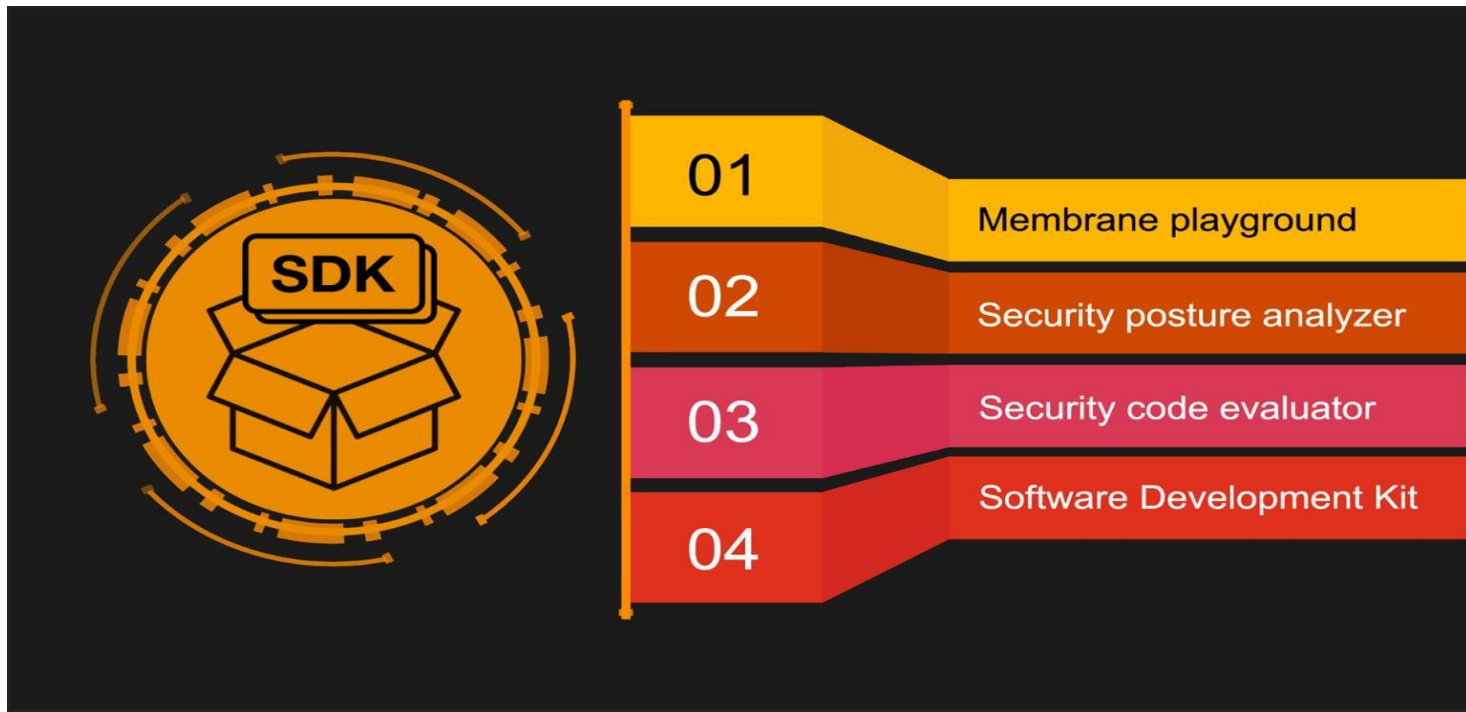 SDK
01
Membrane playground
02
Security posture analyzer
03
Security code evaluator
04
Software Development Kit